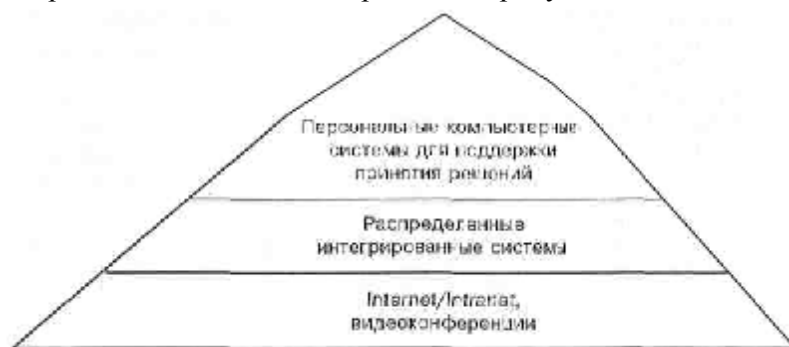 Персональные компьютерные
системы для поддержки
принятия решений
Распределенные
интегрированные системы
Internet/Intranet,
видеоконференции